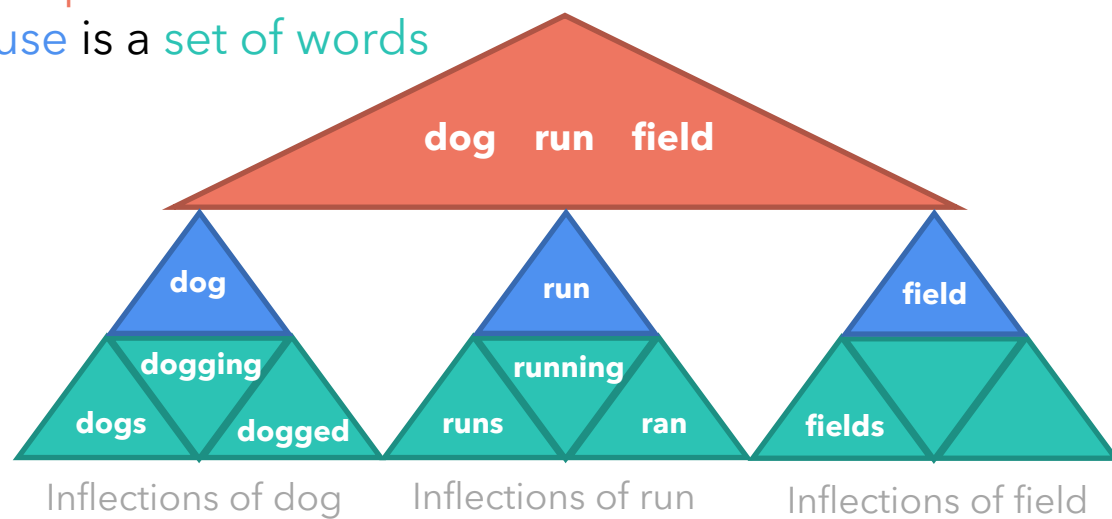 is a set of words
dog run field
dog
run
field
dogging
running
dogs
dogged
runs
ran
fields
Inflections of dog
Inflections of run
Inflections of field